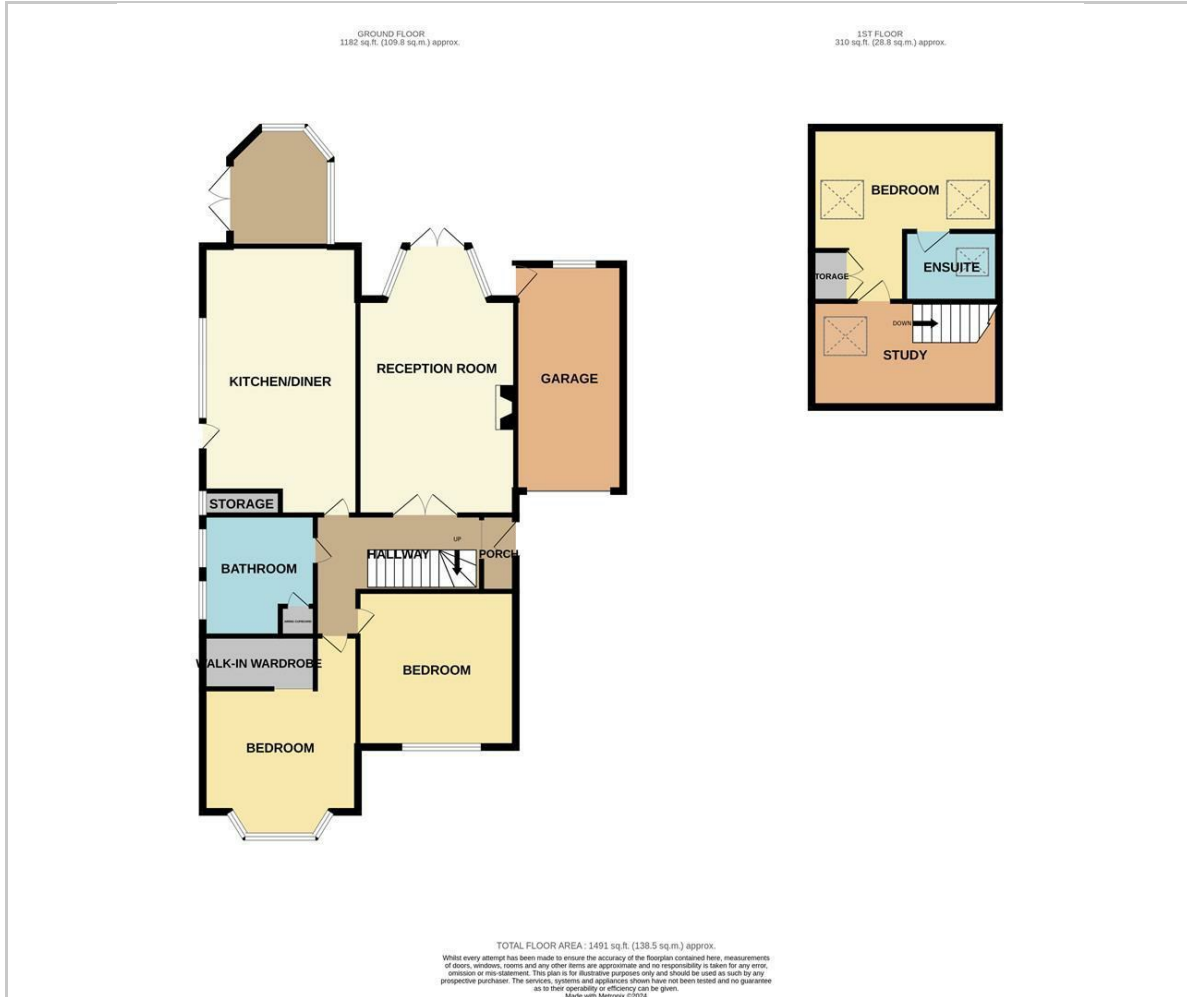 GROUND FLOOR
1182 sq.ft. (109.8 sq.m.) approx.
1ST FLOOR
310 sq.ft. (28.8 sq.m.) approx.
BEDROOM
ENSUITE
TORAGE
DOWN
STUDY
KITCHEN/DINER
RECEPTION ROOM
GARAGE
STORAGE
UP
HALLWAY
PORCH
BATHROOM
WALK-IN WARDROBE
BEDROOM
BEDROOM
TOTAL FLOOR AREA : 1491 sq.ft. (138.5 sq.m.) approx.
Whilst every attempt has been made to ensure the accuracy of the floorplan contained here, measurements
of doors, windows, rooms and any other items are approximate and no responsibility is taken for any error,
omission or mis-statement. This plan is for illustrative purposes only and should be used as such by any
prospective purchaser. The services, systems and appliances shown have not been tested and no guarantee
as to their operability or efficiency can be given.
Made with Metropix ©2024